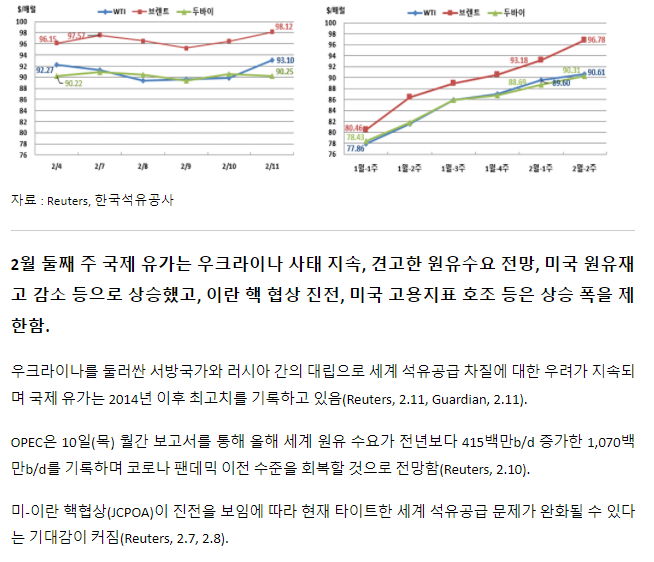 $/배럴
WTI 브렌트 두바이
100
98
96
94
92
90
88
86
84
82
80
78
76
96.15
97.57
98.12
92.27
90.22
93.10
90.25
2/4 2/7 2/8 2/9 2/10 2/11
$/배럴
WTI 브렌트 두바이
100
98
96
94
92
90
88
86
84
82
80
78
76
96.78
93.18
90.31
90.61
88.69
89.60
80.46
78.43
77.86
1월-1주 1월-2주 1월-3주 1월-4주 2월-1주 2월-2주
자료 : Reuters, 한국석유공사
2월 둘째 주 국제 유가는 우크라이나 사태 지속, 견고한 원유수요 전망, 미국 원유재
고 감소 등으로 상승했고, 이란 핵 협상 진전, 미국 고용지표 호조 등은 상승 폭을 제
한함.
우크라이나를 둘러싼 서방국가와 러시아 간의 대립으로 세계 석유공급 차질에 대한 우려가 지속되
며 국제 유가는 2014년 이후 최고치를 기록하고 있음(Reuters, 2.11, Guardian, 2.11).
OPEC은 10일(목) 월간 보고서를 통해 올해 세계 원유 수요가 전년보다 415백만b/d 증가한 1,070백
만b/d를 기록하며 코로나 팬데믹 이전 수준을 회복할 것으로 전망함(Reuters, 2.10).
미-이란 핵협상(JCPOA)이 진전을 보임에 따라 현재 타이트한 세계 석유공급 문제가 완화될 수 있다
는 기대감이 커짐(Reuters, 2.7, 2.8).